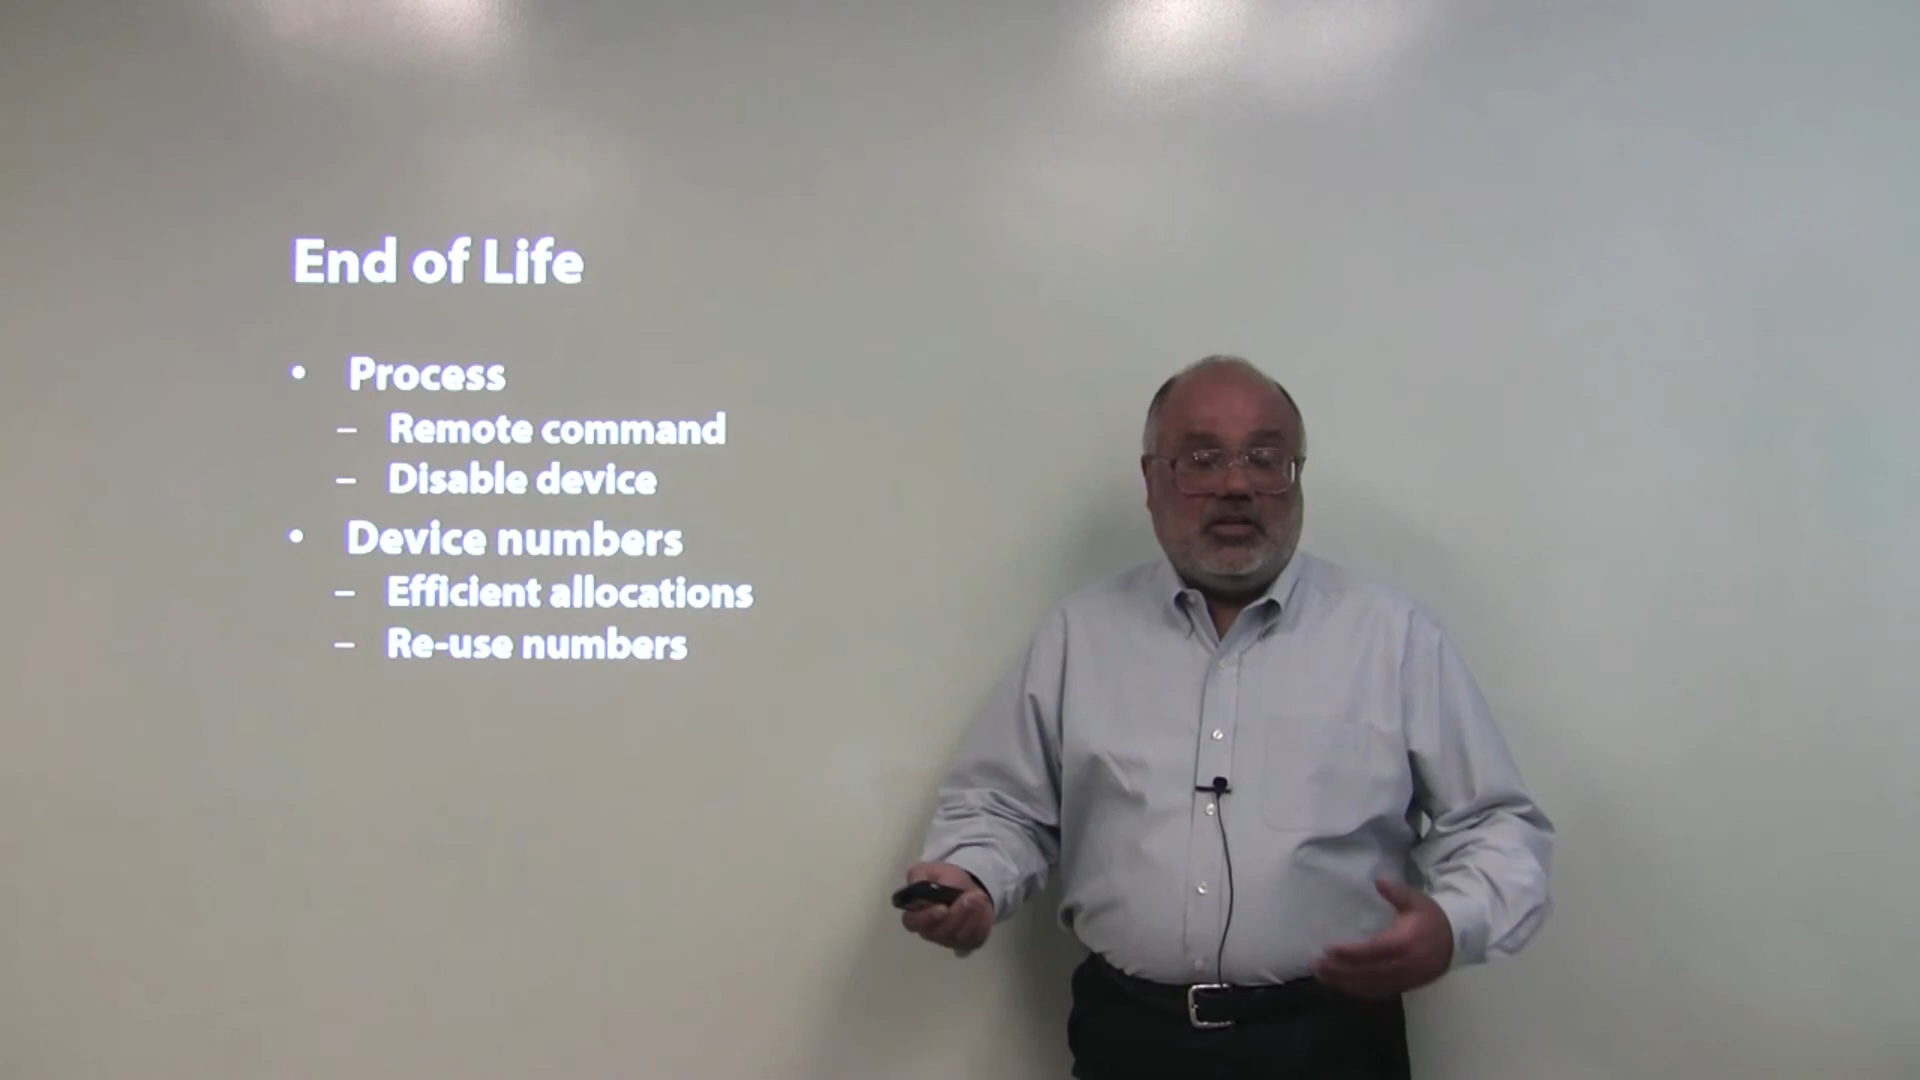 End of Life
• Process
– Remote command
– Disable device
• Device numbers
– Efficient allocations
– Re-use numbers